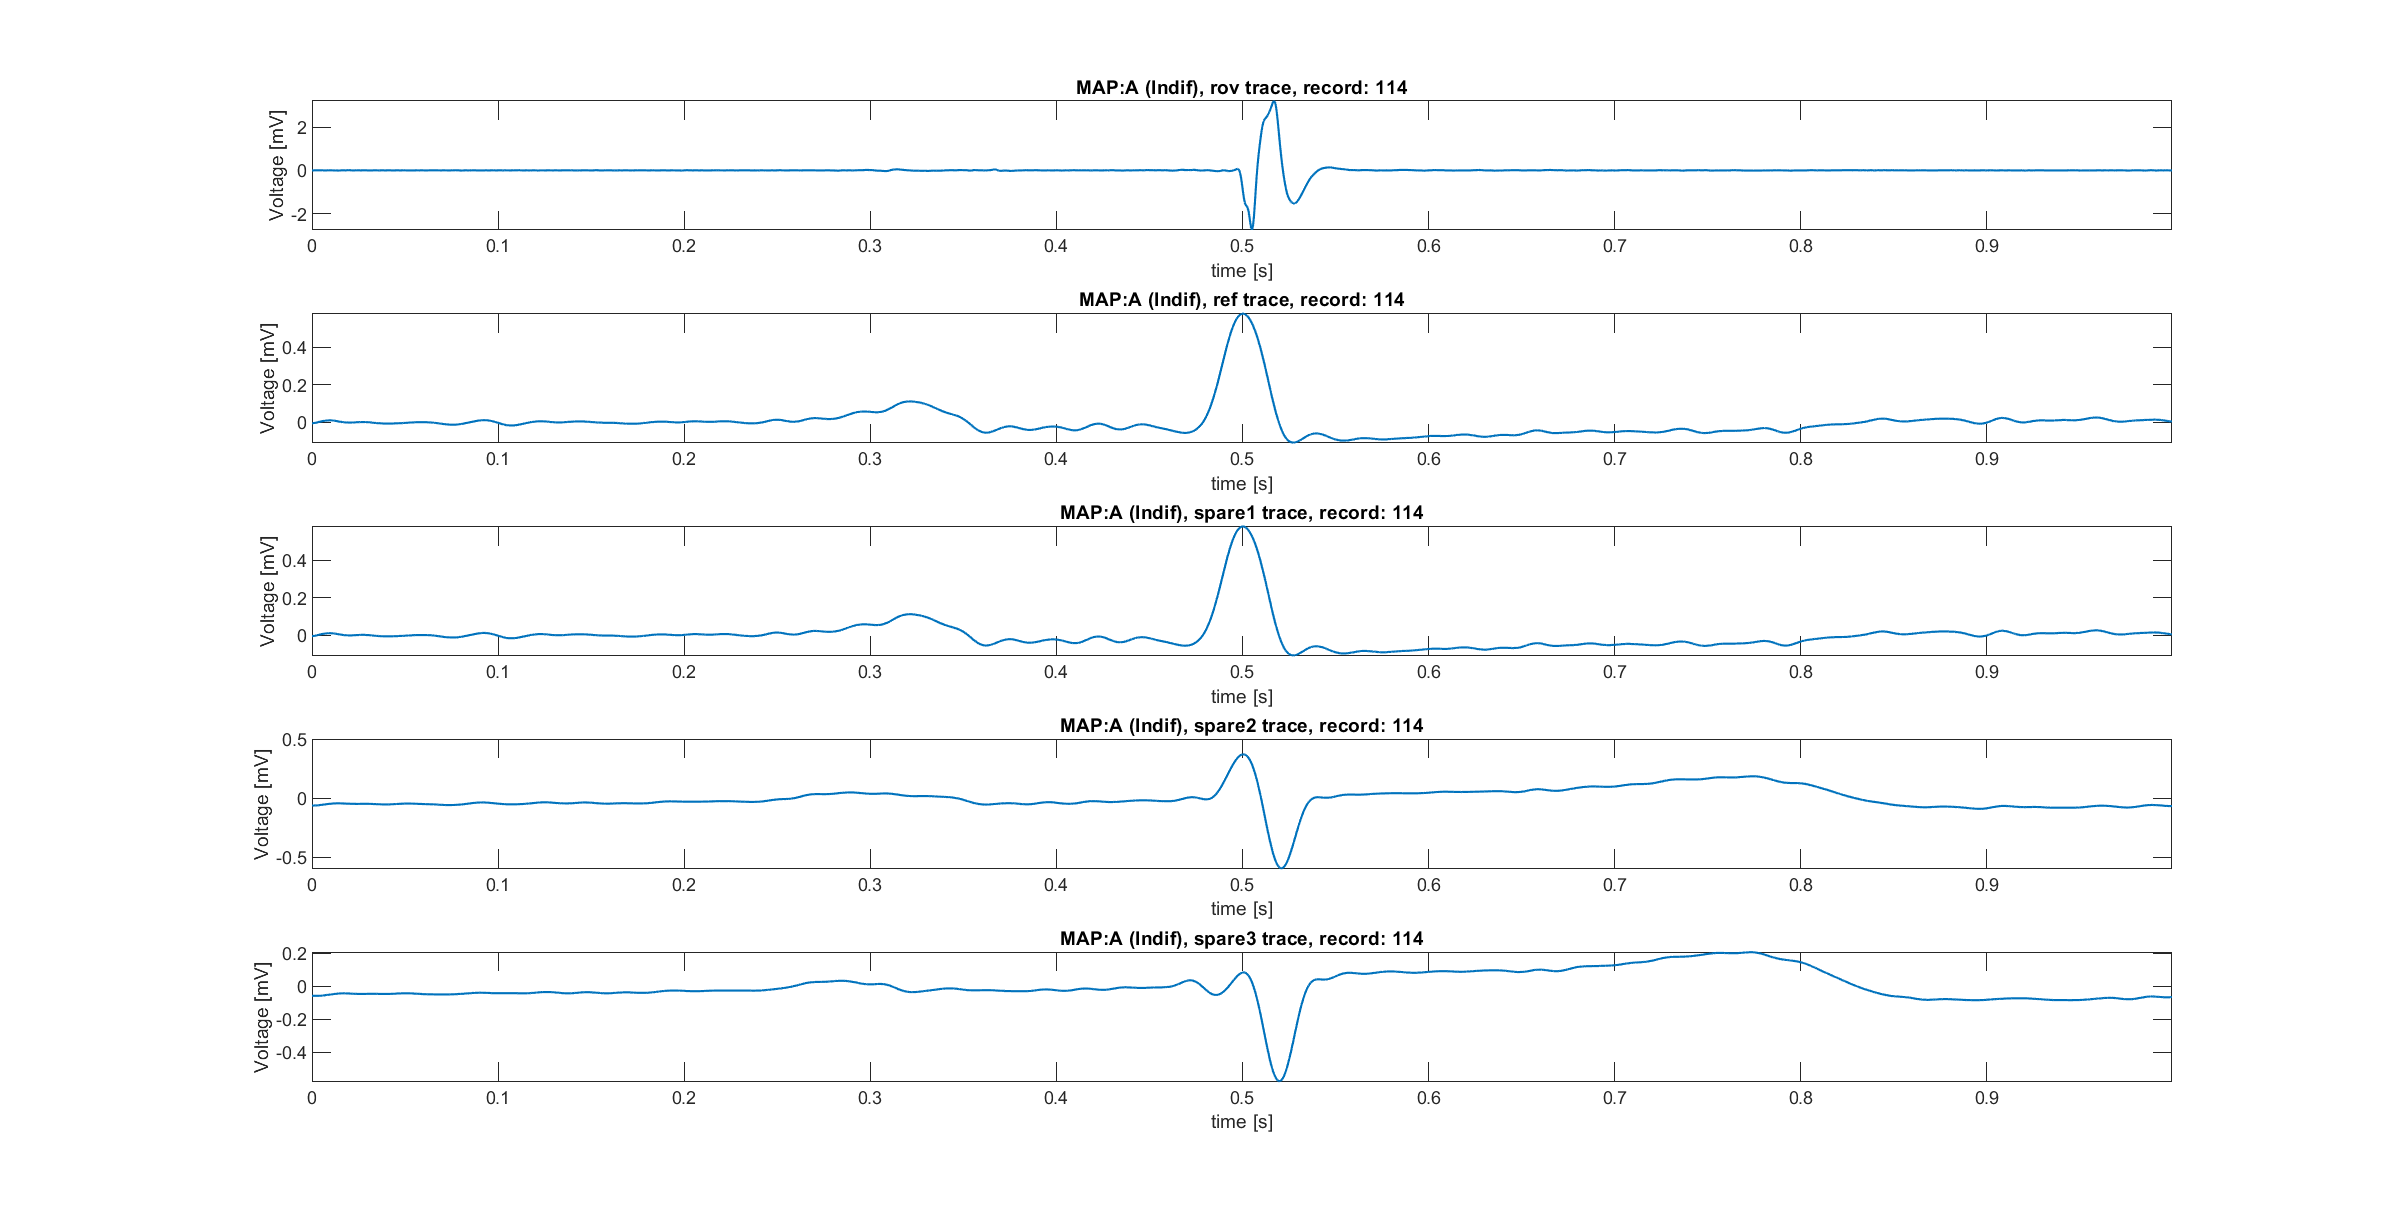 MAP:A (Indif), rov trace, record: 114
Voltage [mV]
2
0
-2
0 0.1 0.2 0.3 0.4 0.5 0.6 0.7 0.8 0.9
time [s]
MAP:A (Indif), ref trace, record: 114
Voltage [mV]
0.4
0.2
0
0 0.1 0.2 0.3 0.4 0.5 0.6 0.7 0.8 0.9
time [s]
MAP:A (Indif), spare1 trace, record: 114
Voltage [mV]
0.4
0.2
0
0 0.1 0.2 0.3 0.4 0.5 0.6 0.7 0.8 0.9
time [s]
MAP:A (Indif), spare2 trace, record: 114
Voltage [mV]
0.5
0
-0.5
0 0.1 0.2 0.3 0.4 0.5 0.6 0.7 0.8 0.9
time [s]
MAP:A (Indif), spare3 trace, record: 114
Voltage [mV]
0.2
0
-0.2
-0.4
0 0.1 0.2 0.3 0.4 0.5 0.6 0.7 0.8 0.9
time [s]